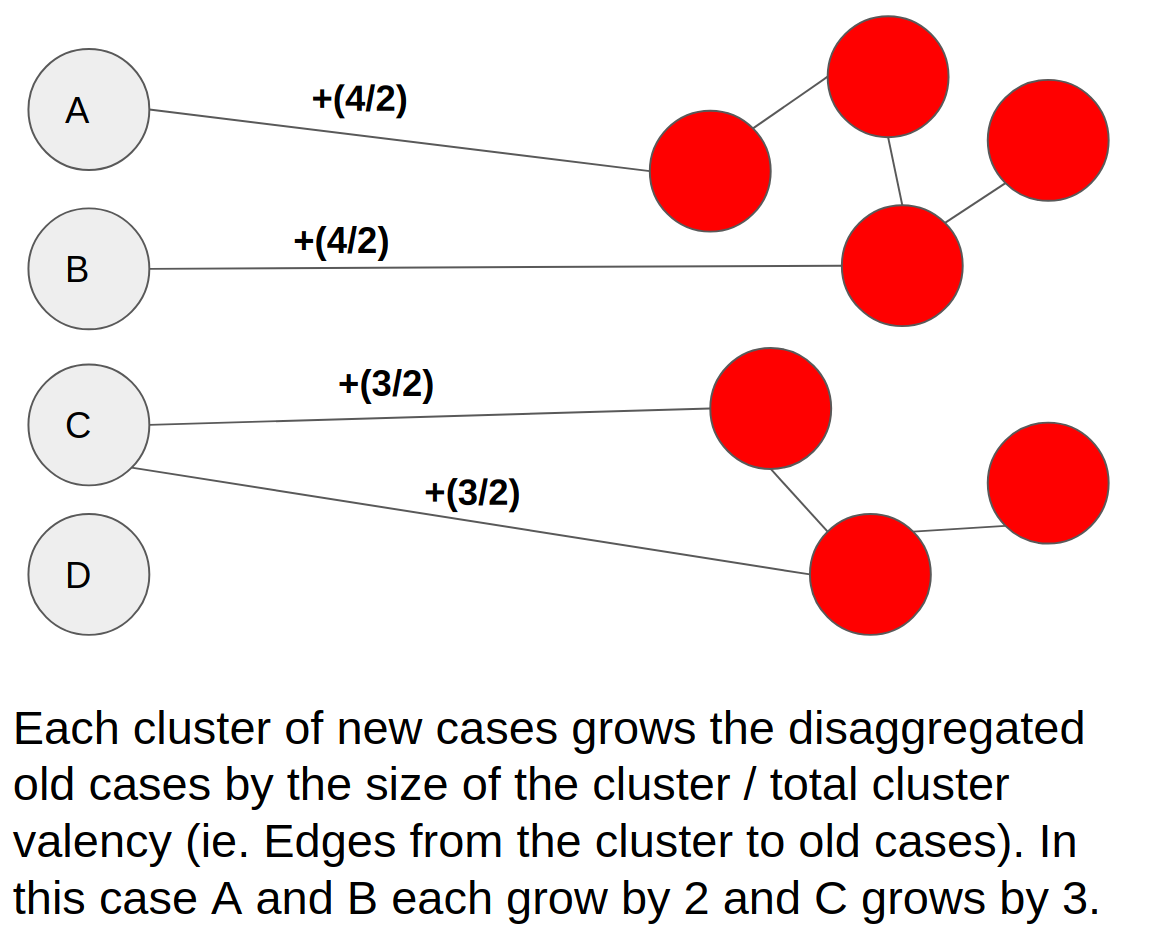 A
+(4/2)
B
+(4/2)
C
+(3/2)
+(3/2)
D
Each cluster of new cases grows the disaggregated
old cases by the size of the cluster / total cluster
valency (ie. Edges from the cluster to old cases). In
this case A and B each grow by 2 and C grows by 3.